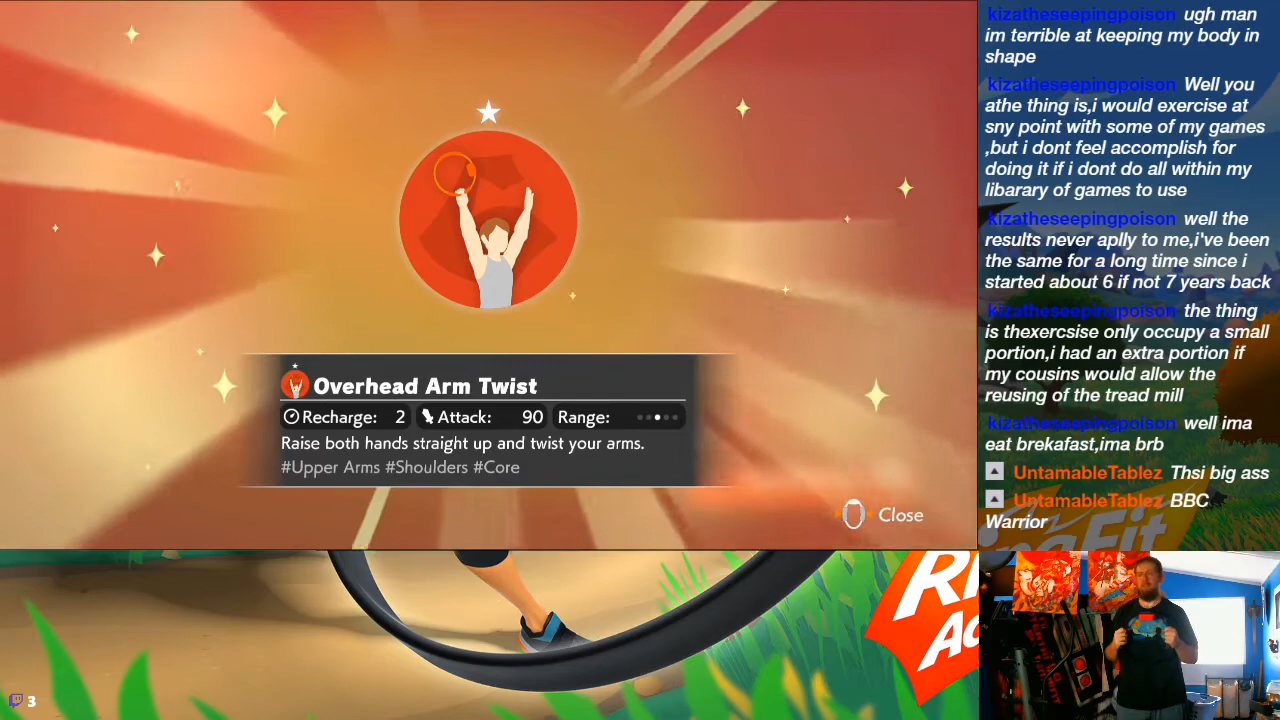 Overhead Arm Twist
Recharge: 2 Attack: 90 Range:
Raise both hands straight up and twist your arms.
#Upper Arms #Shoulders #Core
Close
3
kizatheseepingpoison ugh man
im terrible at keeping my body in
shape
kizatheseepingpoison Well you
athe thing is,i would exercise at
sny point with some of my games
,but i dont feel accomplish for
doing it if i dont do all within my
libarary of games to use
kizatheseepingpoison well the
results never aplly to me,i've been
the same for a long time since i
started about 6 if not 7 years back
kizatheseepingpoison the thing
is thexercsise only occupy a small
portion,i had an extra portion if
my cousins would allow the
reusing of the tread mill
kizatheseepingpoison well ima
eat brekafast,ima brb
UntamableTablez Thsi big ass
UntamableTablez BBC
Warrior